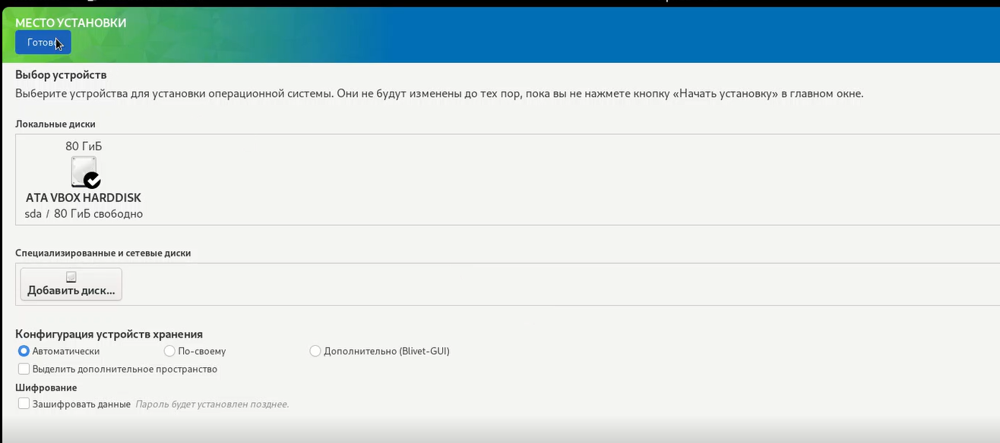 МЕСТО УСТАНОВКИ
Готово
Выбор устройств
Выберите устройства для установки операционной системы. Они не будут изменены до тех пор, пока вы не нажмете кнопку «Начать установку» в главном окне.
Локальные диски
80 ГиБ
ATA VBOX HARDDISK
sda / 80 ГиБ свободно
Специализированные и сетевые диски
Добавить диск...
Конфигурация устройств хранения
Автоматически По-своему Дополнительно (Blivet-GUI)
Выделить дополнительное пространство
Шифрование
Зашифровать данные Пароль будет установлен позднее.